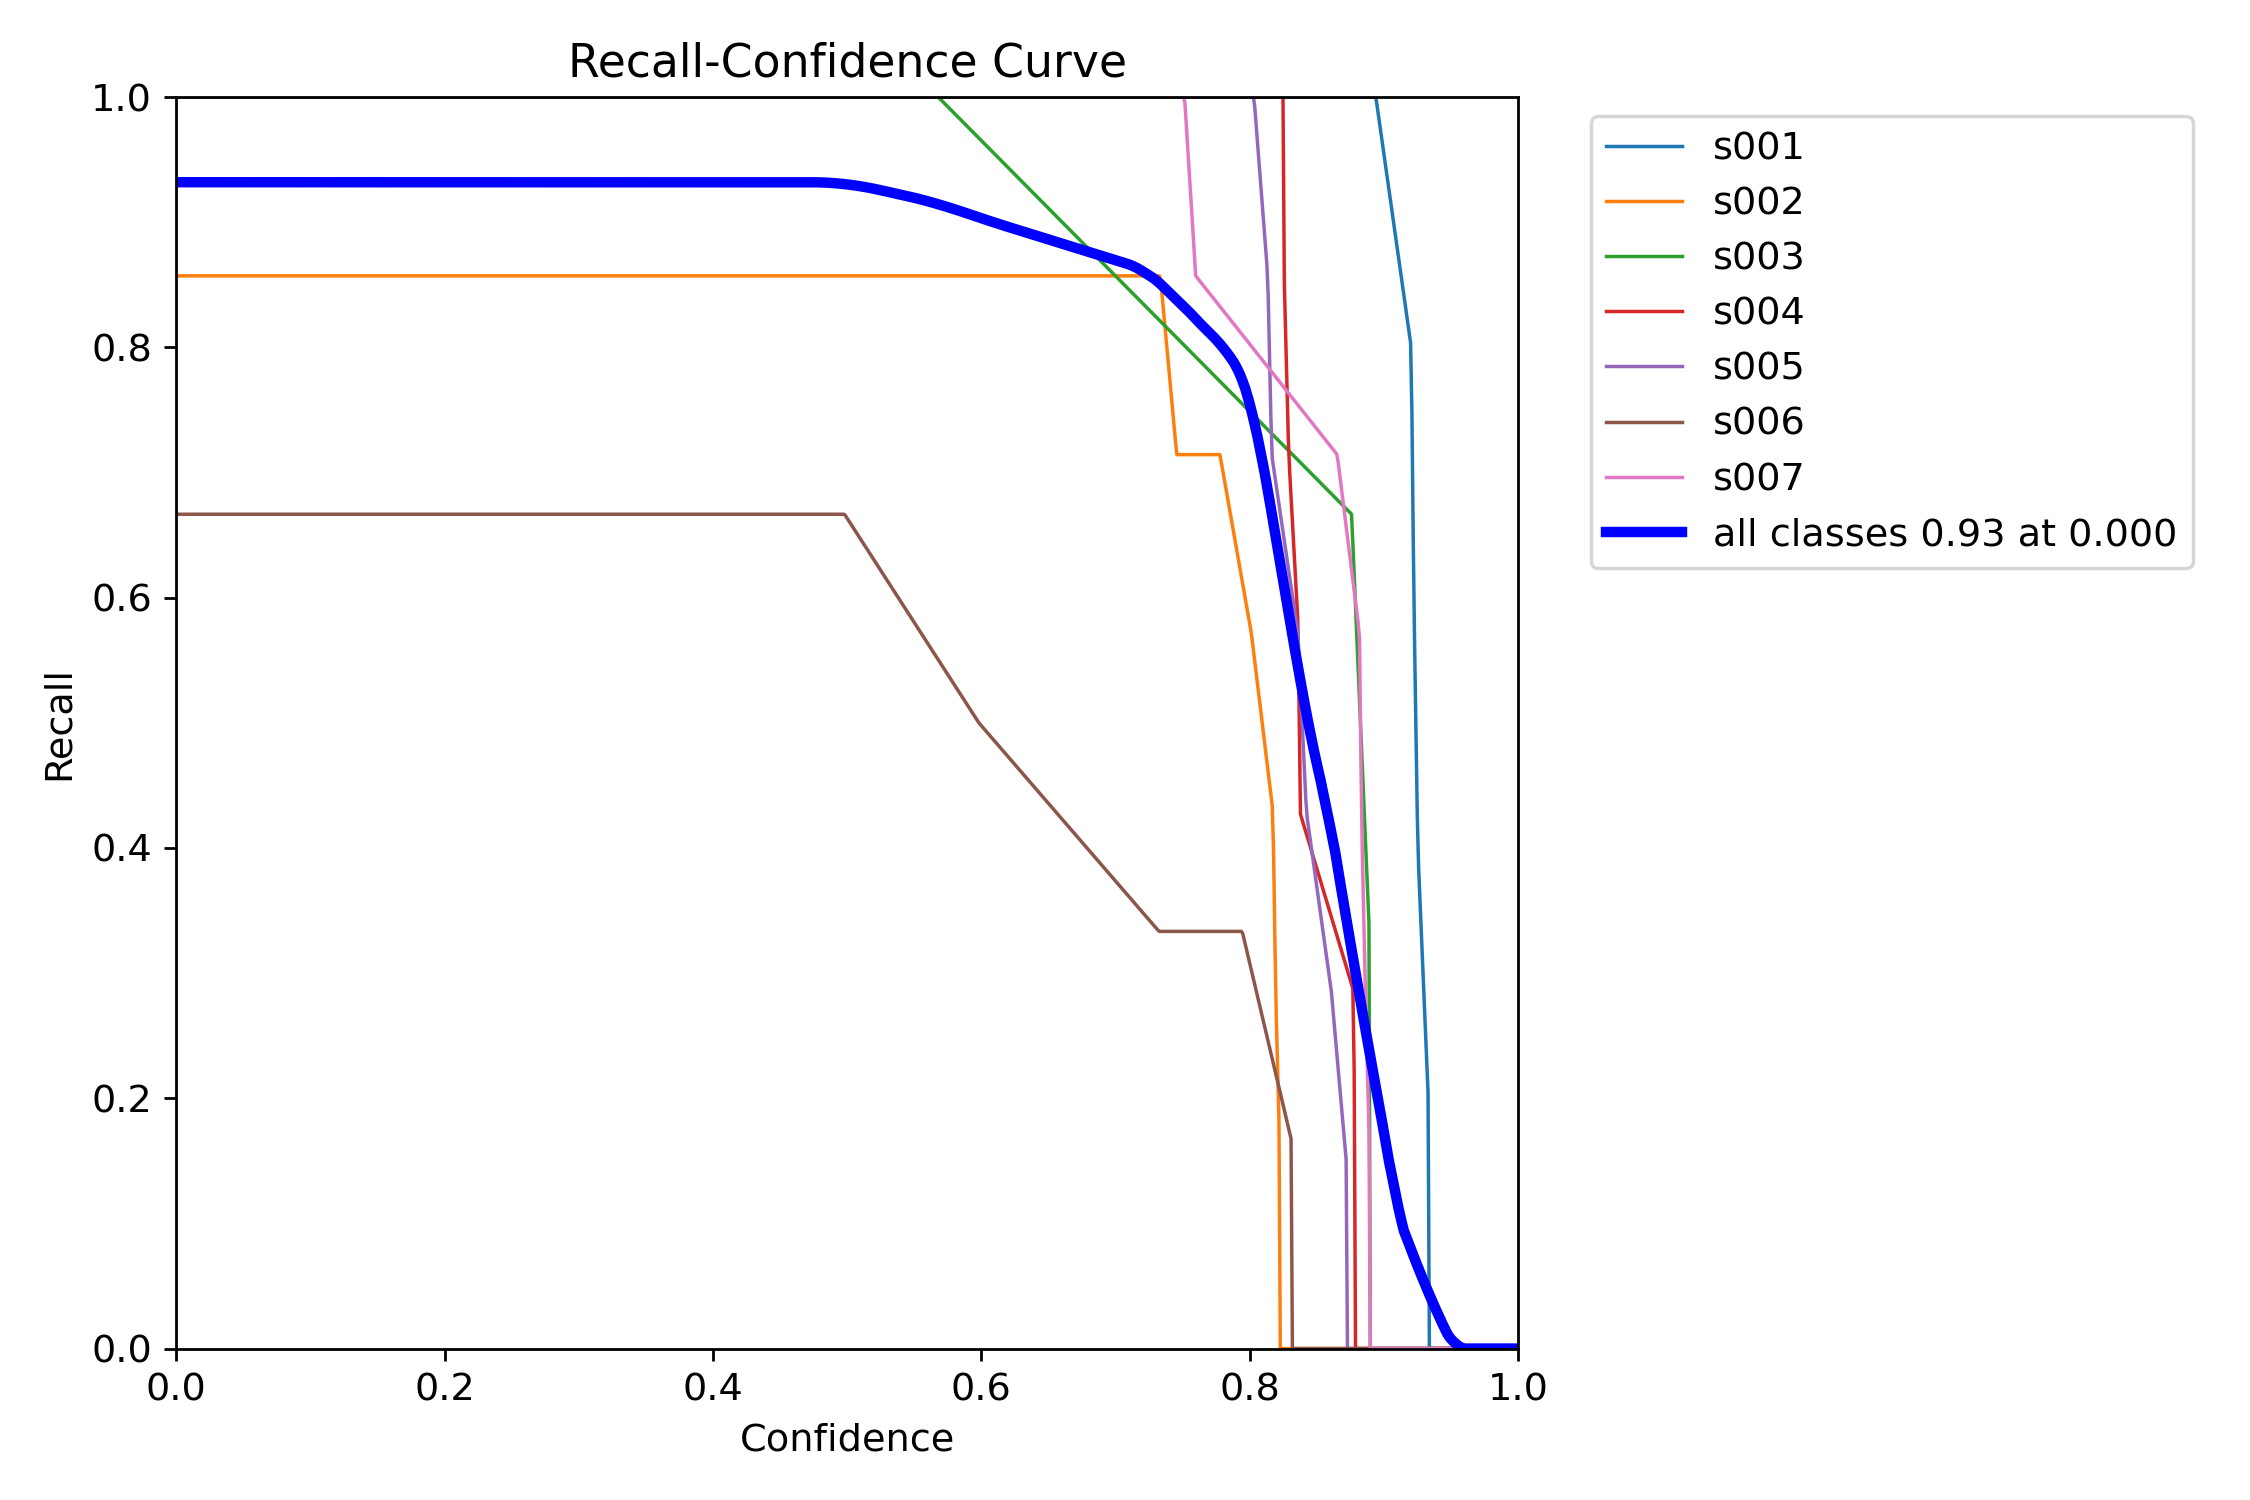 Recall-Confidence Curve
1.0
0.8
0.6
0.4
0.2
0.0
Recall
0.0 0.2 0.4 0.6 0.8 1.0
Confidence
s001
s002
s003
s004
s005
s006
s007
all classes 0.93 at 0.000